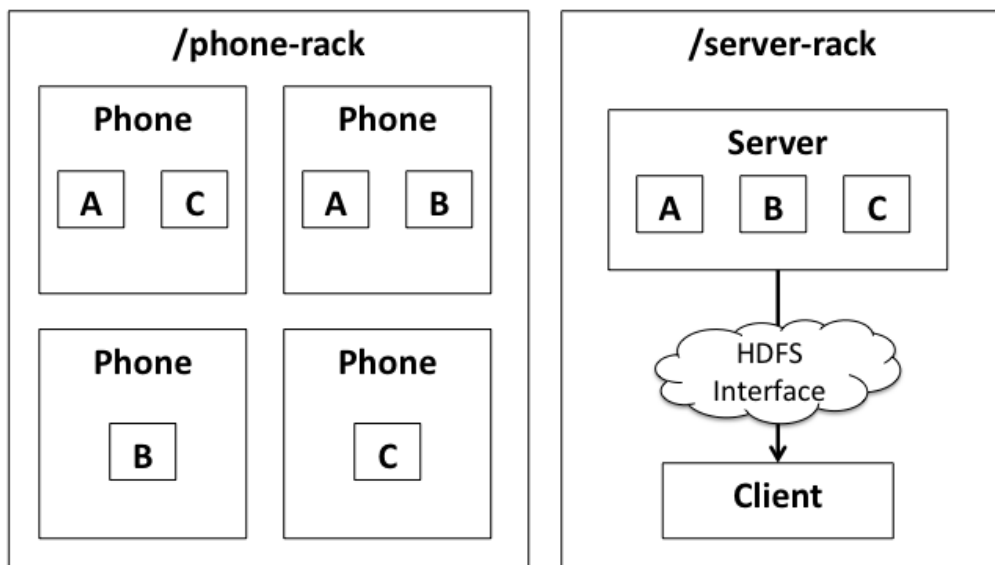 /phone-rack
Phone
A C
Phone
A B
Phone
B
Phone
C
/server-rack
Server
A B C
HDFS
Interface
Client